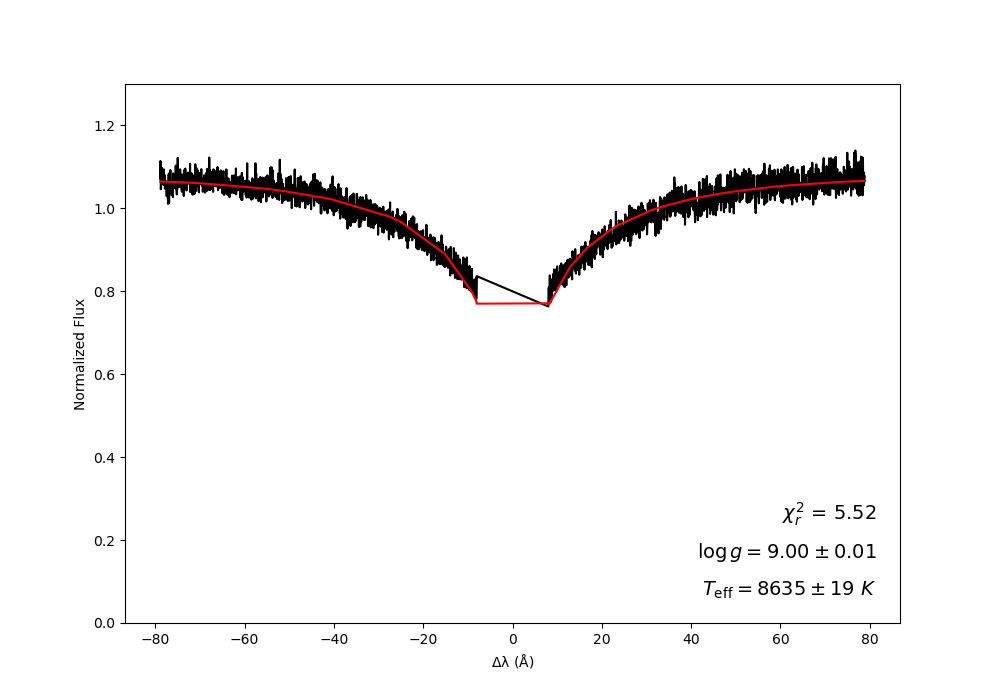 1.2
1.0
0.8
0.6
0.4
0.2
0.0
Normalized Flux
χ²ᵣ = 5.52
log g = 9.00 ± 0.01
T_eff = 8635 ± 19 K
−80 −60 −40 −20 0 20 40 60 80
Δλ (Å)